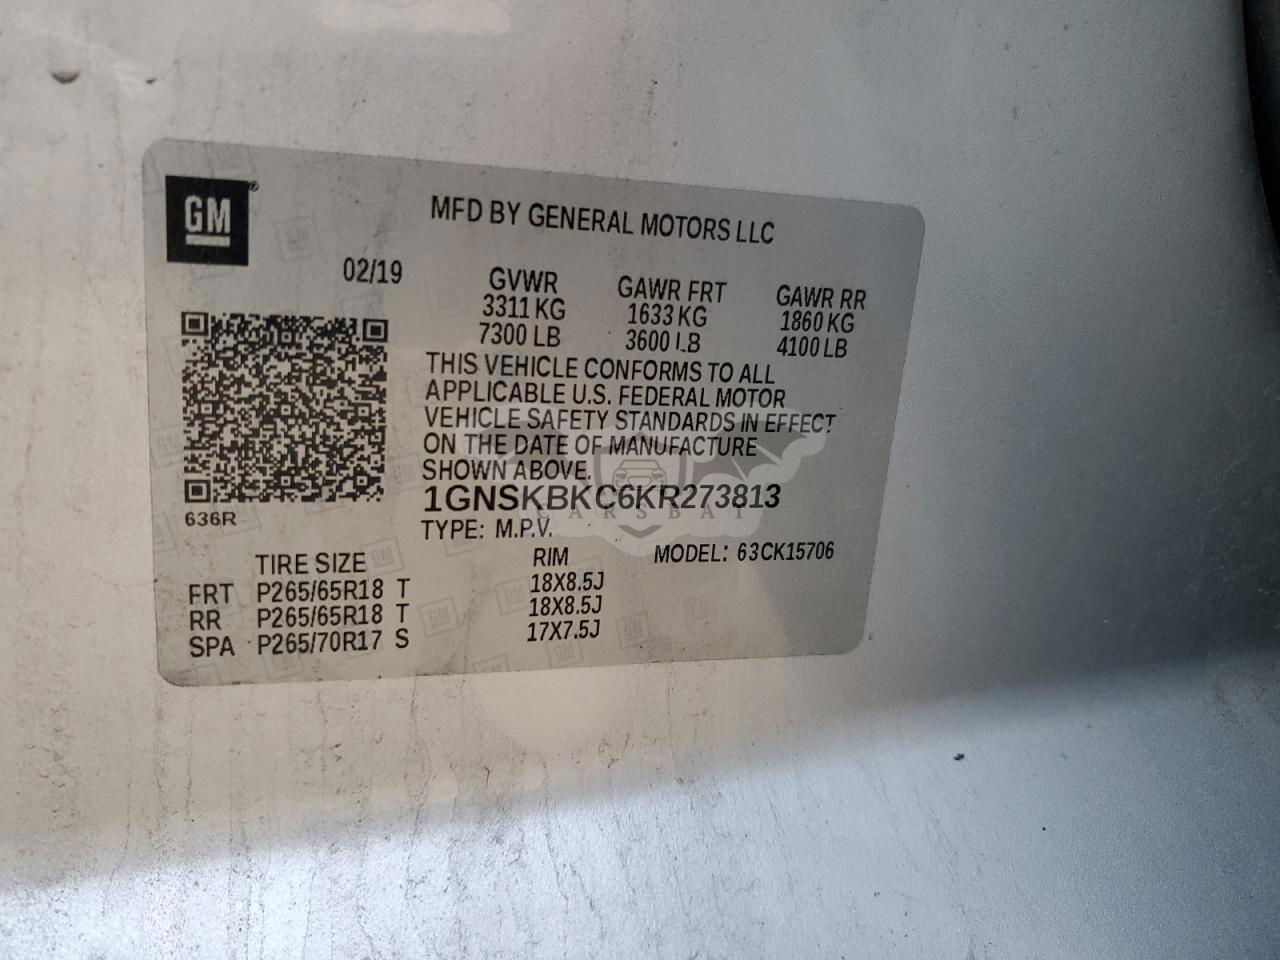 GM
MFD BY GENERAL MOTORS LLC
02/19
GVWR GAWR FRT GAWR RR
3311 KG 1633 KG 1860 KG
7300 LB 3600 LB 4100 LB
THIS VEHICLE CONFORMS TO ALL
APPLICABLE U.S. FEDERAL MOTOR
VEHICLE SAFETY STANDARDS IN EFFECT
ON THE DATE OF MANUFACTURE
SHOWN ABOVE.
1GNSKBKC6KR273813
CARSBAT
636R
TYPE: M.P.V.
MODEL: 63CK15706
TIRE SIZE RIM
FRT P265/65R18 T 18X8.5J
RR P265/65R18 T 18X8.5J
SPA P265/70R17 S 17X7.5J